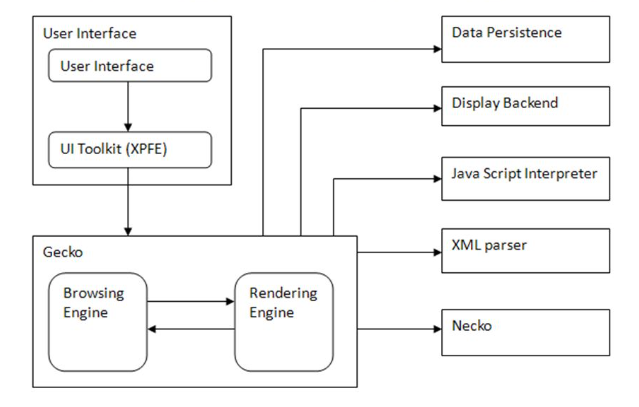 User Interface
User Interface
UI Toolkit (XPFE)
Gecko
Browsing
Engine
Rendering
Engine
Data Persistence
Display Backend
Java Script Interpreter
XML parser
Necko